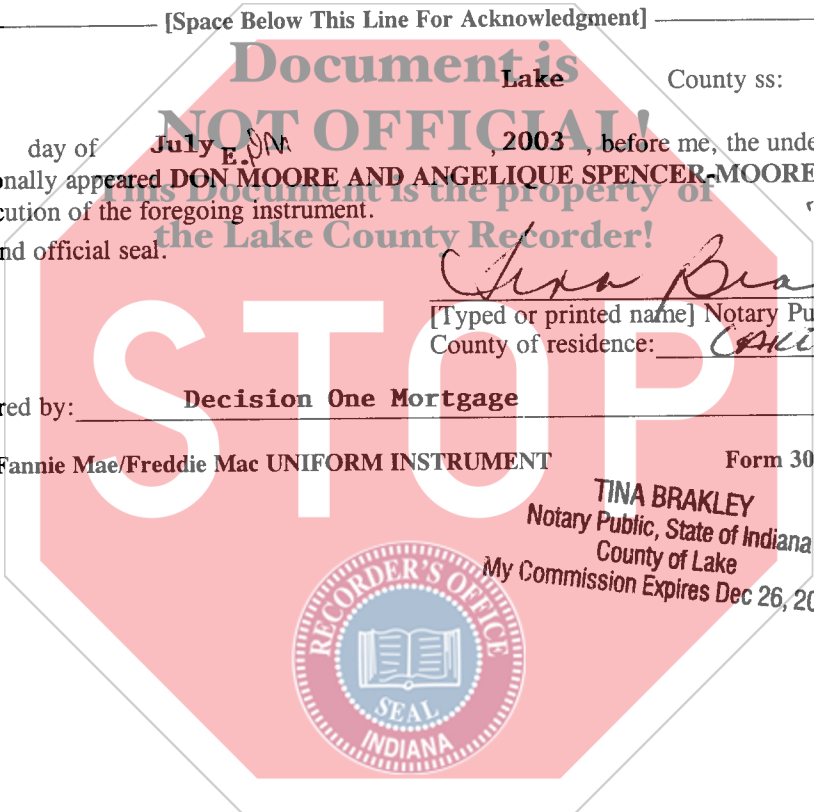 [Space Below This Line For Acknowledgment]
Document is
Lake County ss:
NOT OFFICIAL!
day of July E. , 2003 , before me, the unde
onally appeared DON MOORE AND ANGELIQUE SPENCER-MOORE
This Document is the property of
cution of the foregoing instrument.
nd official seal.
the Lake County Recorder!
Tina Bra
[Typed or printed name] Notary Pu
County of residence:
STOP
red by: Decision One Mortgage
Fannie Mae/Freddie Mac UNIFORM INSTRUMENT Form 30
TINA BRAKLEY
Notary Public, State of Indiana
County of Lake
My Commission Expires Dec 26, 20
RECORDER'S OFFICE
SEAL
INDIANA